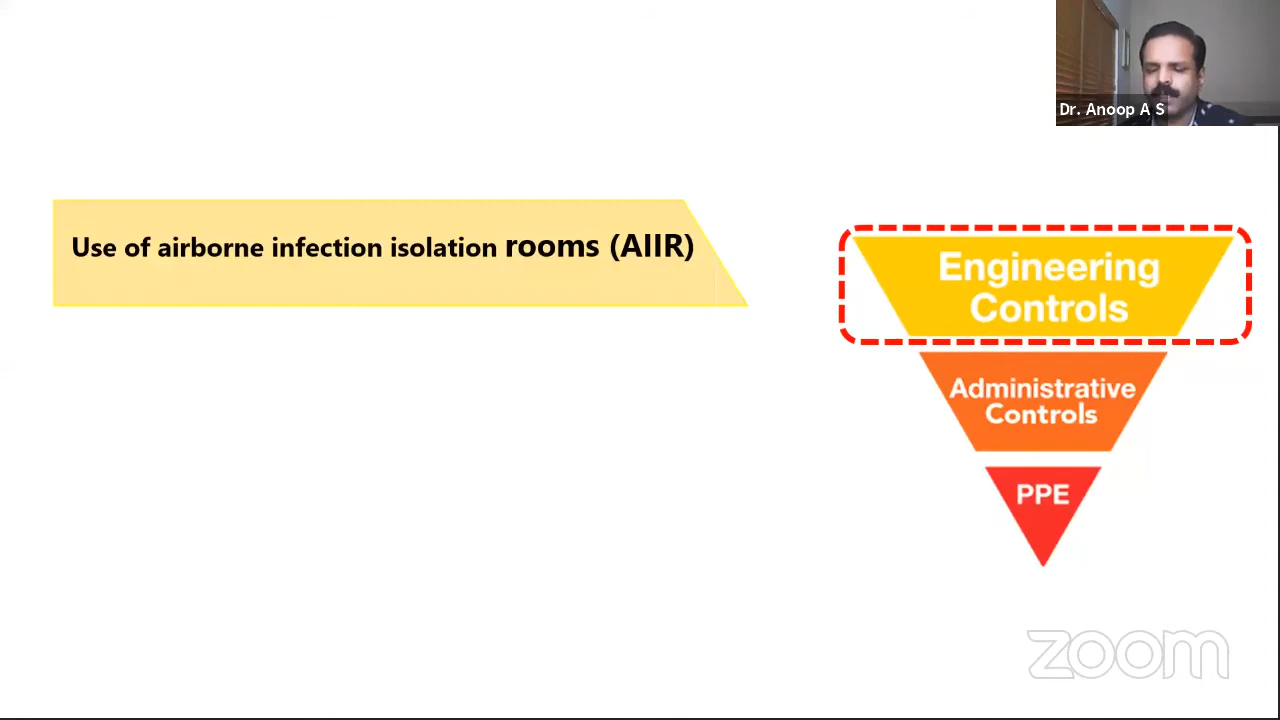 Dr. Anoop A S
Use of airborne infection isolation rooms (AIIR)
Engineering
Controls
Administrative
Controls
PPE
zoom